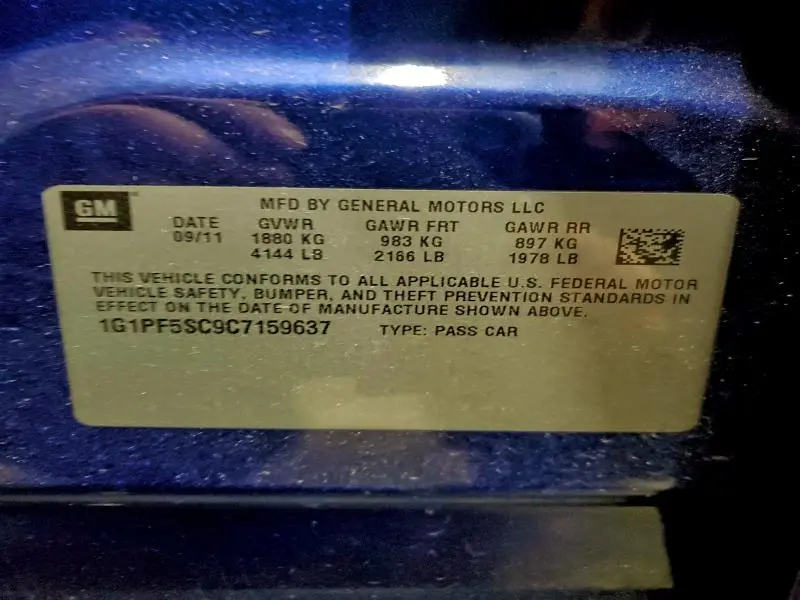 GM
MFD BY GENERAL MOTORS LLC
DATE GVWR GAWR FRT GAWR RR
09/11 1880 KG 983 KG 897 KG
4144 LB 2166 LB 1978 LB
THIS VEHICLE CONFORMS TO ALL APPLICABLE U.S. FEDERAL MOTOR
VEHICLE SAFETY, BUMPER, AND THEFT PREVENTION STANDARDS IN
EFFECT ON THE DATE OF MANUFACTURE SHOWN ABOVE.
1G1PF5SC9C7159637 TYPE: PASS CAR